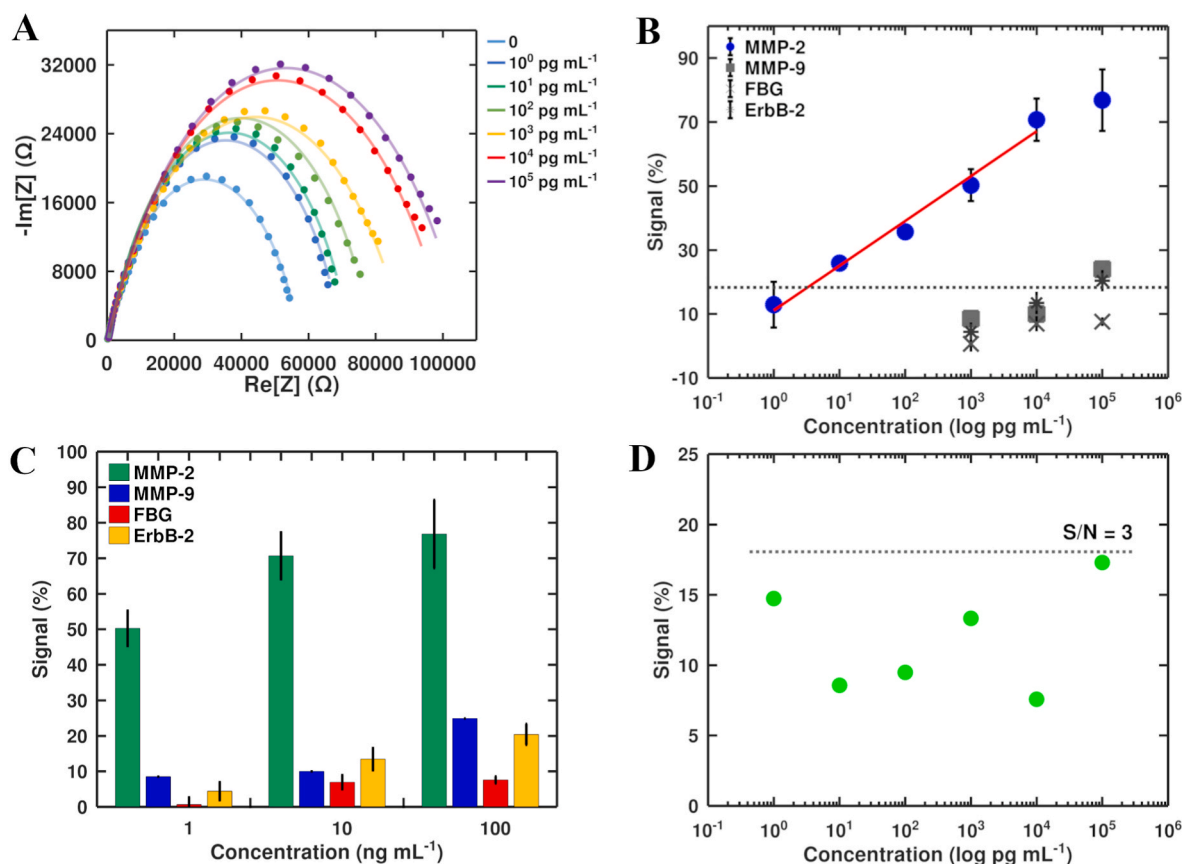 A
-Im[Z] (Ω)
32000
24000
16000
8000
0
0 20000 40000 60000 80000 100000
Re[Z] (Ω)
0
10⁰ pg mL⁻¹
10¹ pg mL⁻¹
10² pg mL⁻¹
10³ pg mL⁻¹
10⁴ pg mL⁻¹
10⁵ pg mL⁻¹
B
Signal (%)
90
70
50
30
10
-10
MMP-2
MMP-9
FBG
ErbB-2
10⁻¹ 10⁰ 10¹ 10² 10³ 10⁴ 10⁵ 10⁶
Concentration (log pg mL⁻¹)
C
Signal (%)
100
90
80
70
60
50
40
30
20
10
0
MMP-2
MMP-9
FBG
ErbB-2
1 10 100
Concentration (ng mL⁻¹)
D
Signal (%)
25
20
15
10
5
0
S/N = 3
10⁻¹ 10⁰ 10¹ 10² 10³ 10⁴ 10⁵ 10⁶
Concentration (log pg mL⁻¹)